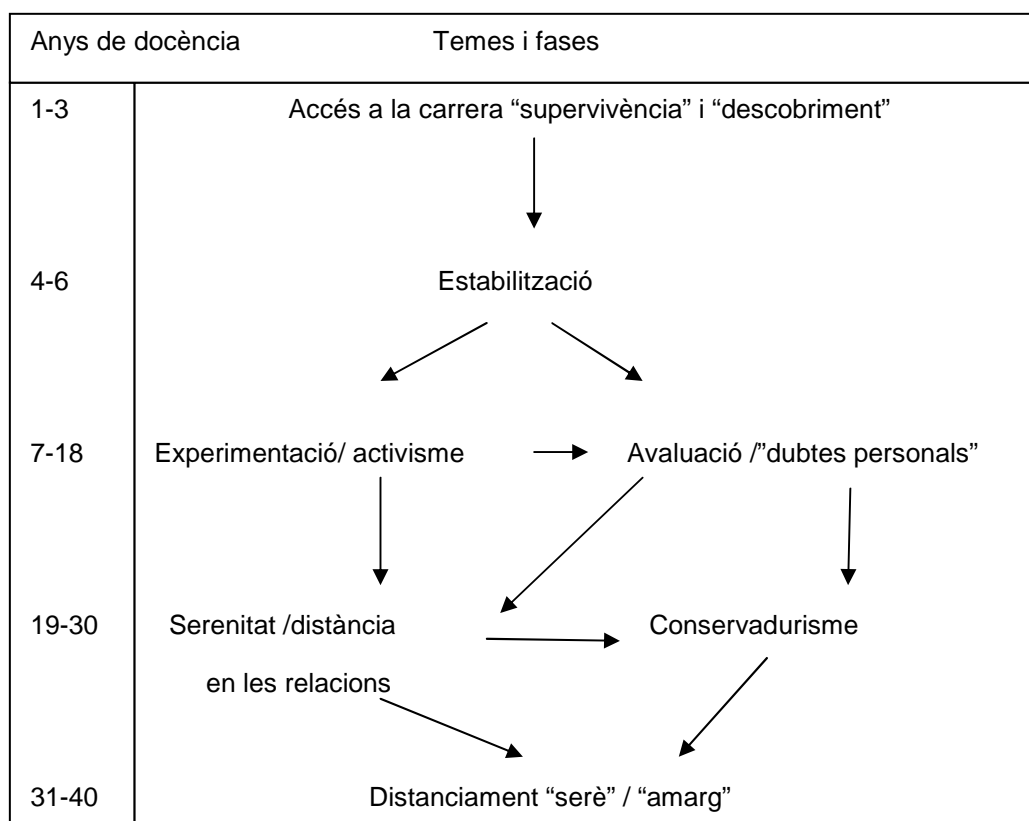 Anys de docència Temes i fases
1-3 Accés a la carrera “supervivència” i “descobriment”
4-6 Estabilització
7-18 Experimentació/ activisme Avaluació /”dubtes personals”
19-30 Serenitat /distància Conservadurisme
en les relacions
31-40 Distanciament “serè” / “amarg”